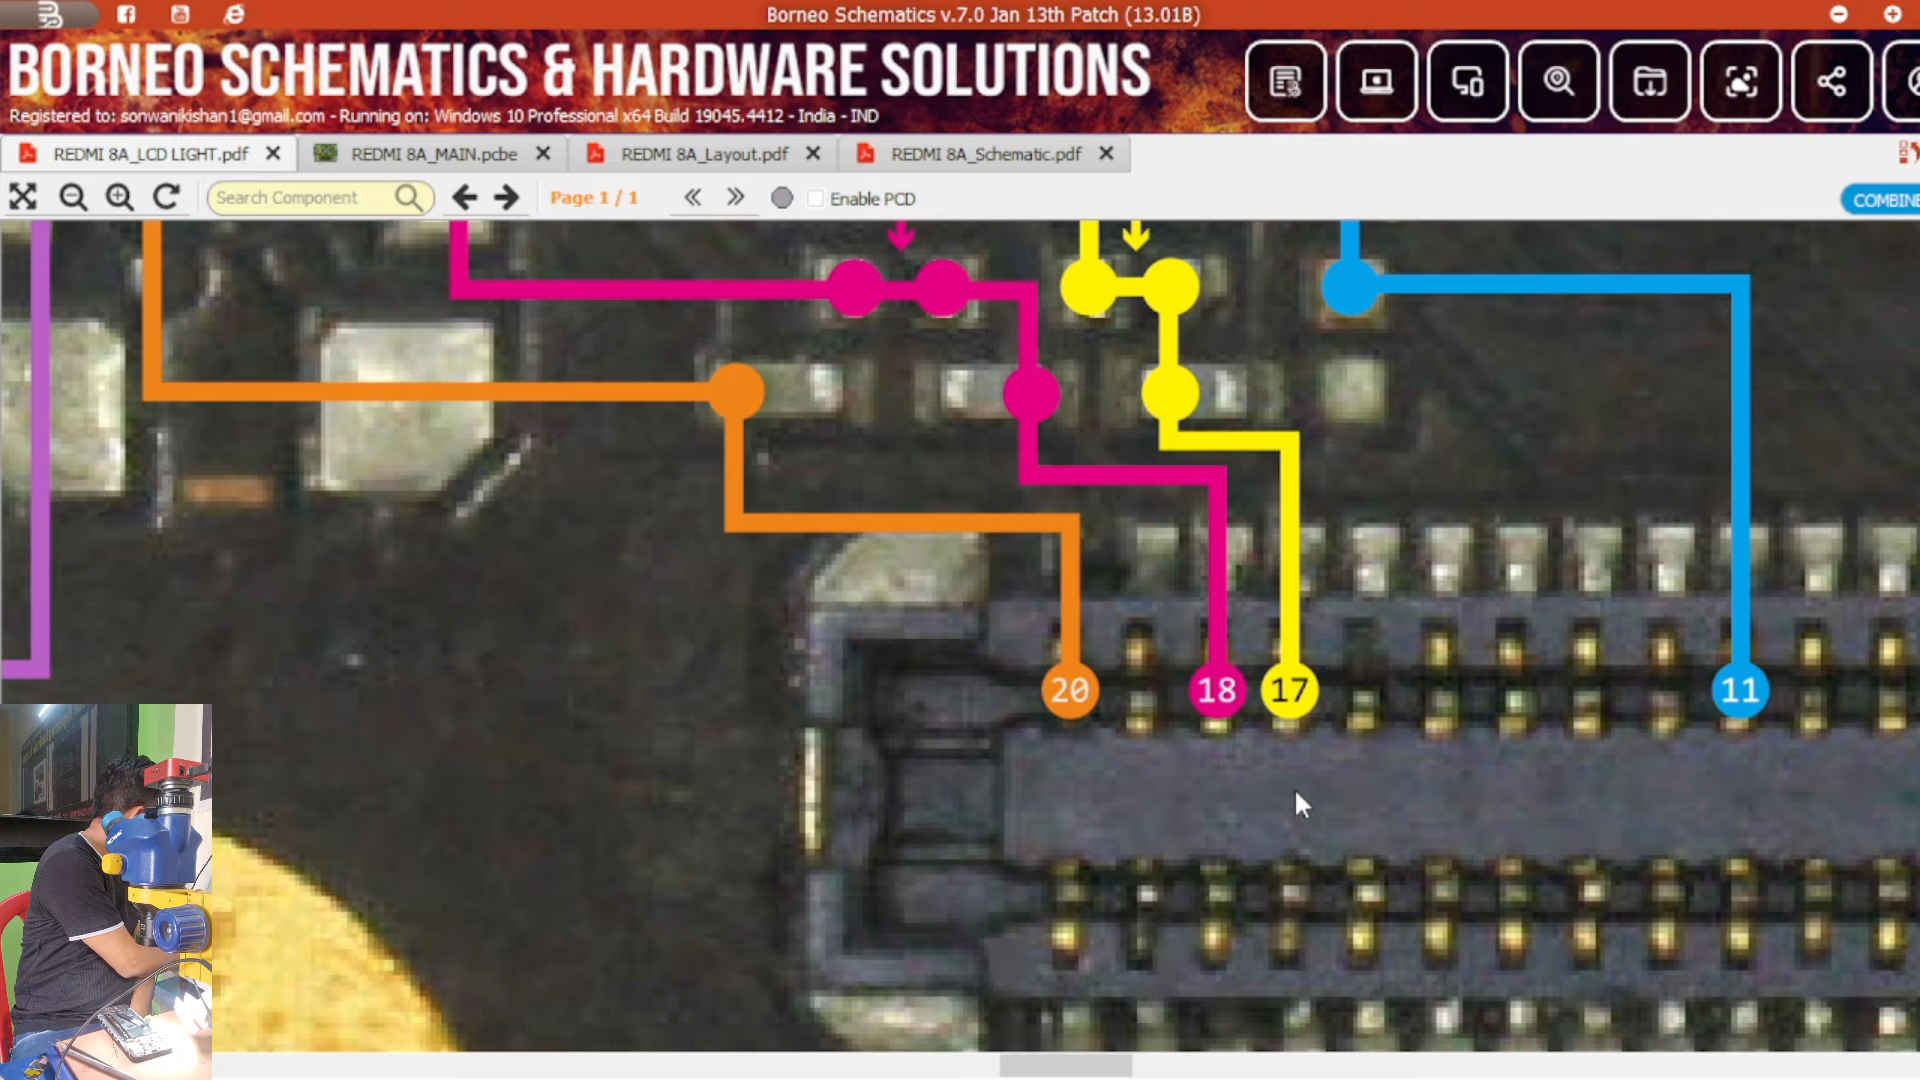 Borneo Schematics v.7.0 Jan 13th Patch (13.01B)
BORNEO SCHEMATICS & HARDWARE SOLUTIONS
Registered to: sonwanikishan1@gmail.com - Running on: Windows 10 Professional x64 Build 19045.4412 - India - IND
REDMI 8A_LCD LIGHT.pdf REDMI 8A_MAIN.pcbe REDMI 8A_Layout.pdf REDMI 8A_Schematic.pdf
Search Component Page 1 / 1 Enable PCD COMBINE
20 18 17 11